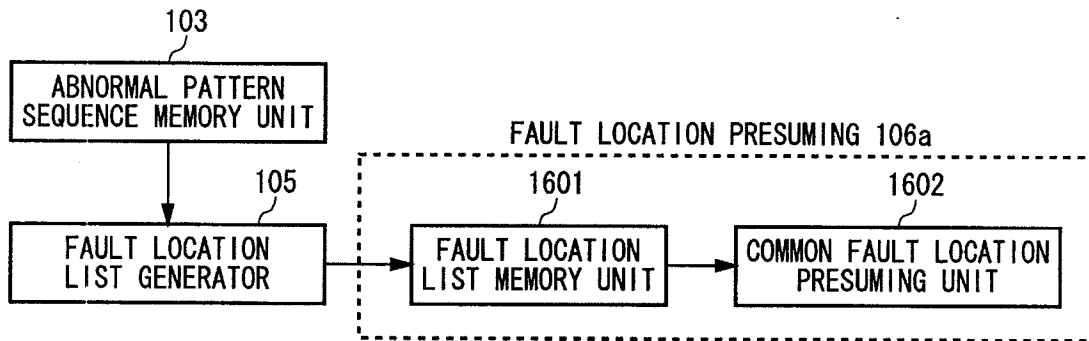 103
ABNORMAL PATTERN
SEQUENCE MEMORY UNIT
FAULT LOCATION PRESUMING 106a
105
FAULT LOCATION
LIST GENERATOR
1601
FAULT LOCATION
LIST MEMORY UNIT
1602
COMMON FAULT LOCATION
PRESUMING UNIT